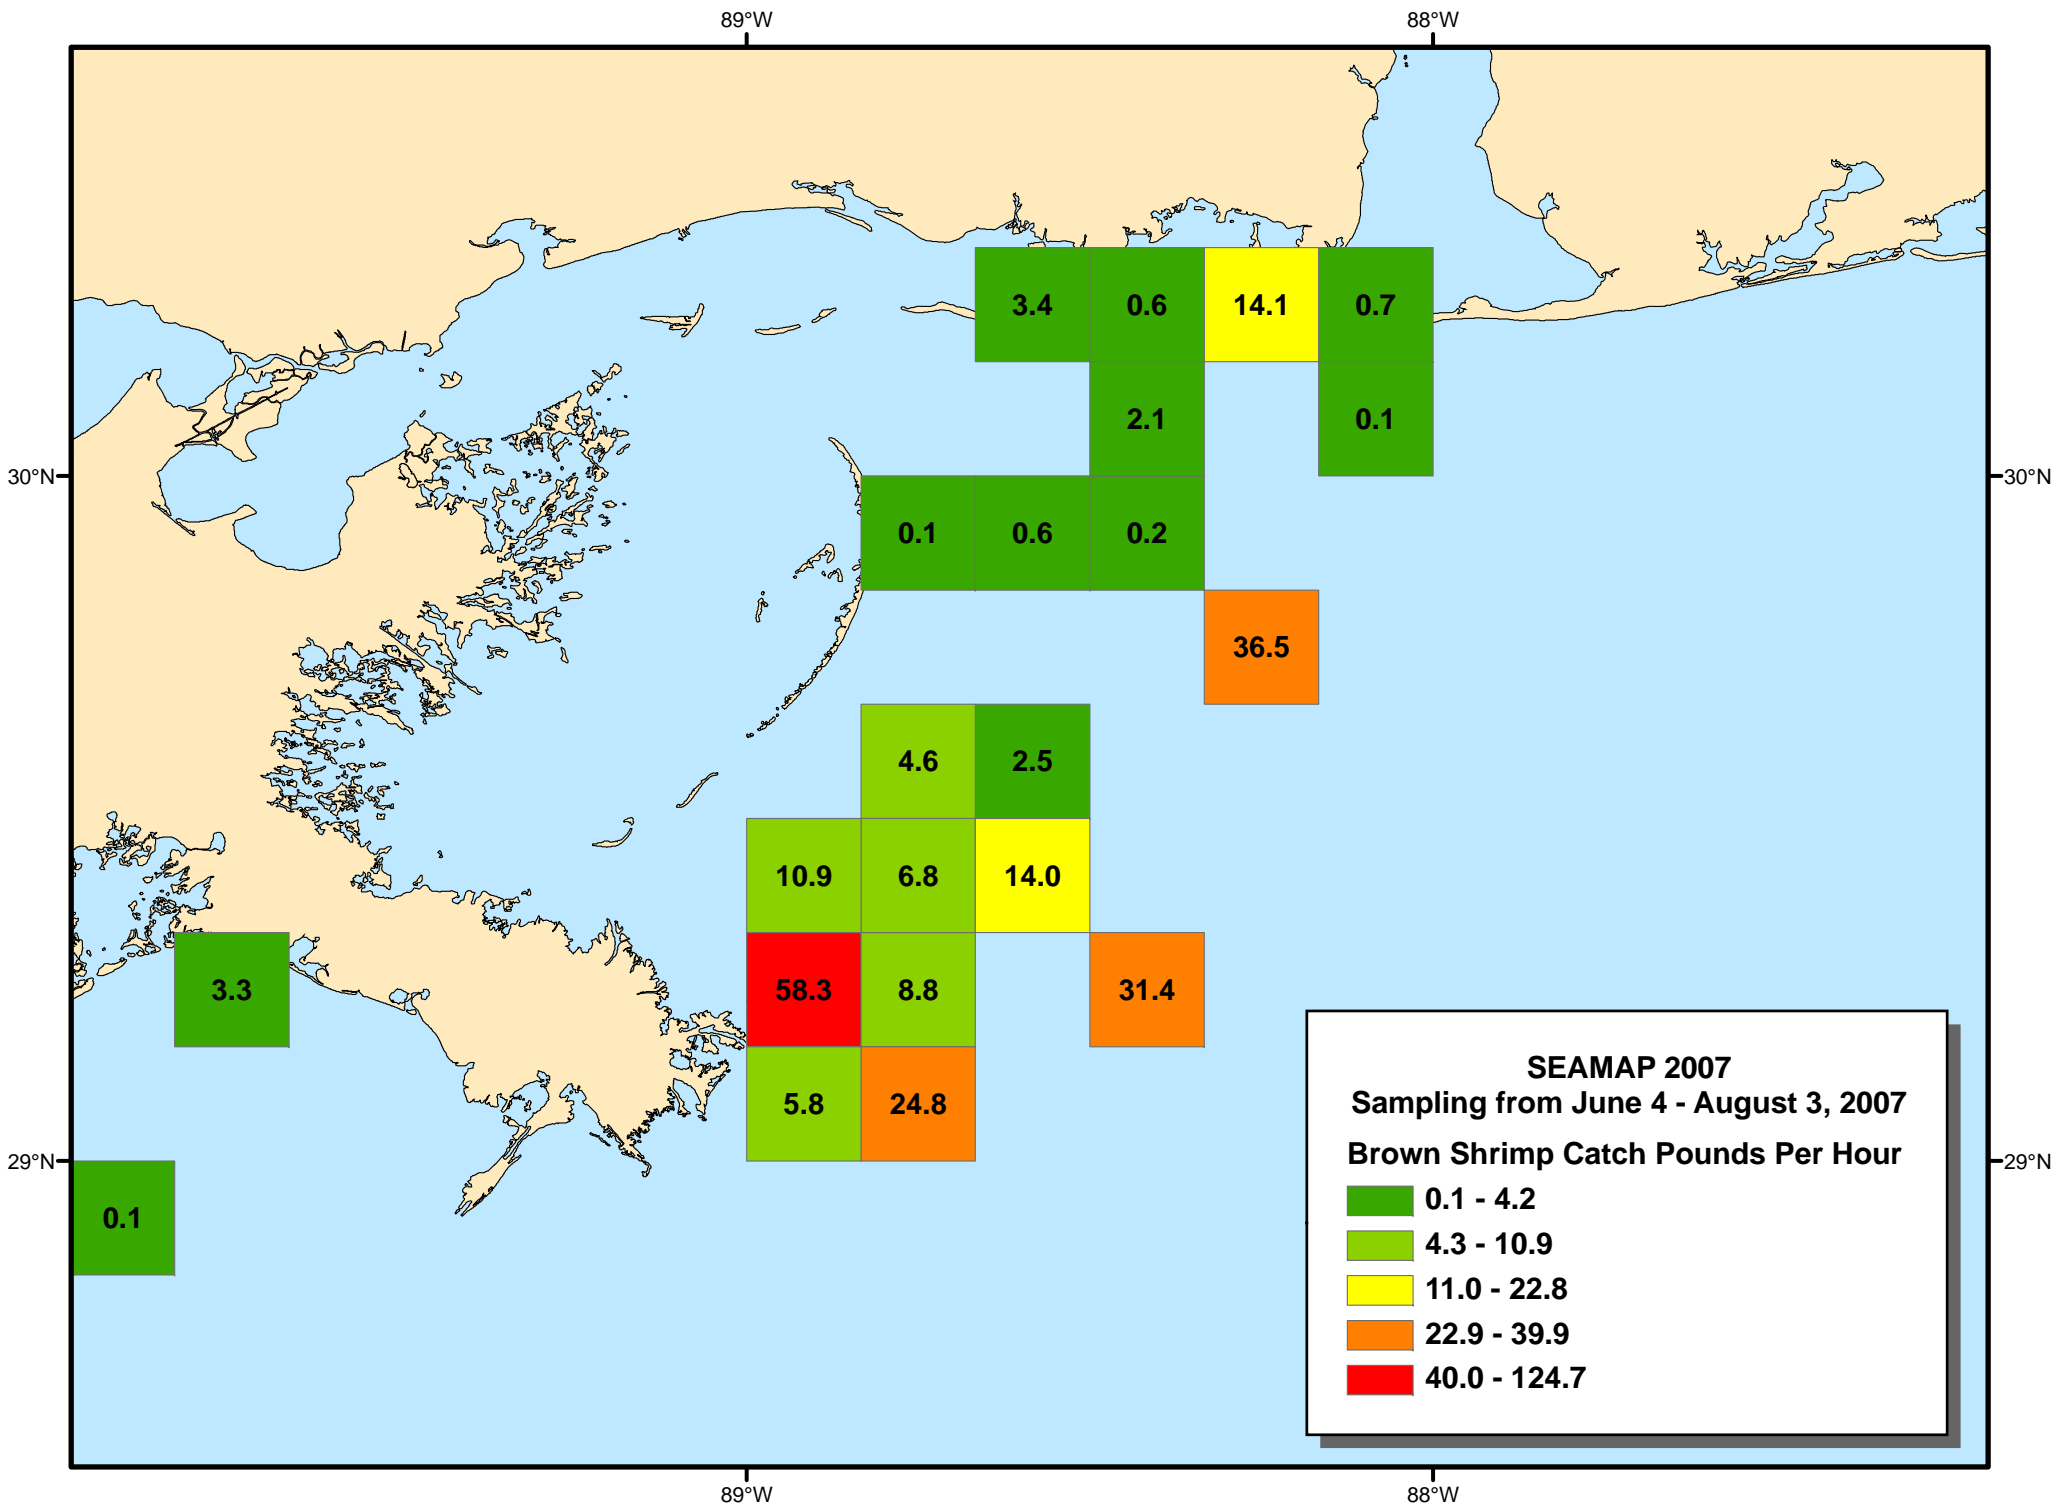 89°W
88°W
3.4
0.6
14.1
0.7
2.1
0.1
30°N
30°N
0.1
0.6
0.2
36.5
4.6
2.5
10.9
6.8
14.0
3.3
58.3
8.8
31.4
5.8
24.8
29°N
29°N
0.1
SEAMAP 2007
Sampling from June 4 - August 3, 2007
Brown Shrimp Catch Pounds Per Hour
0.1 - 4.2
4.3 - 10.9
11.0 - 22.8
22.9 - 39.9
40.0 - 124.7
89°W
88°W